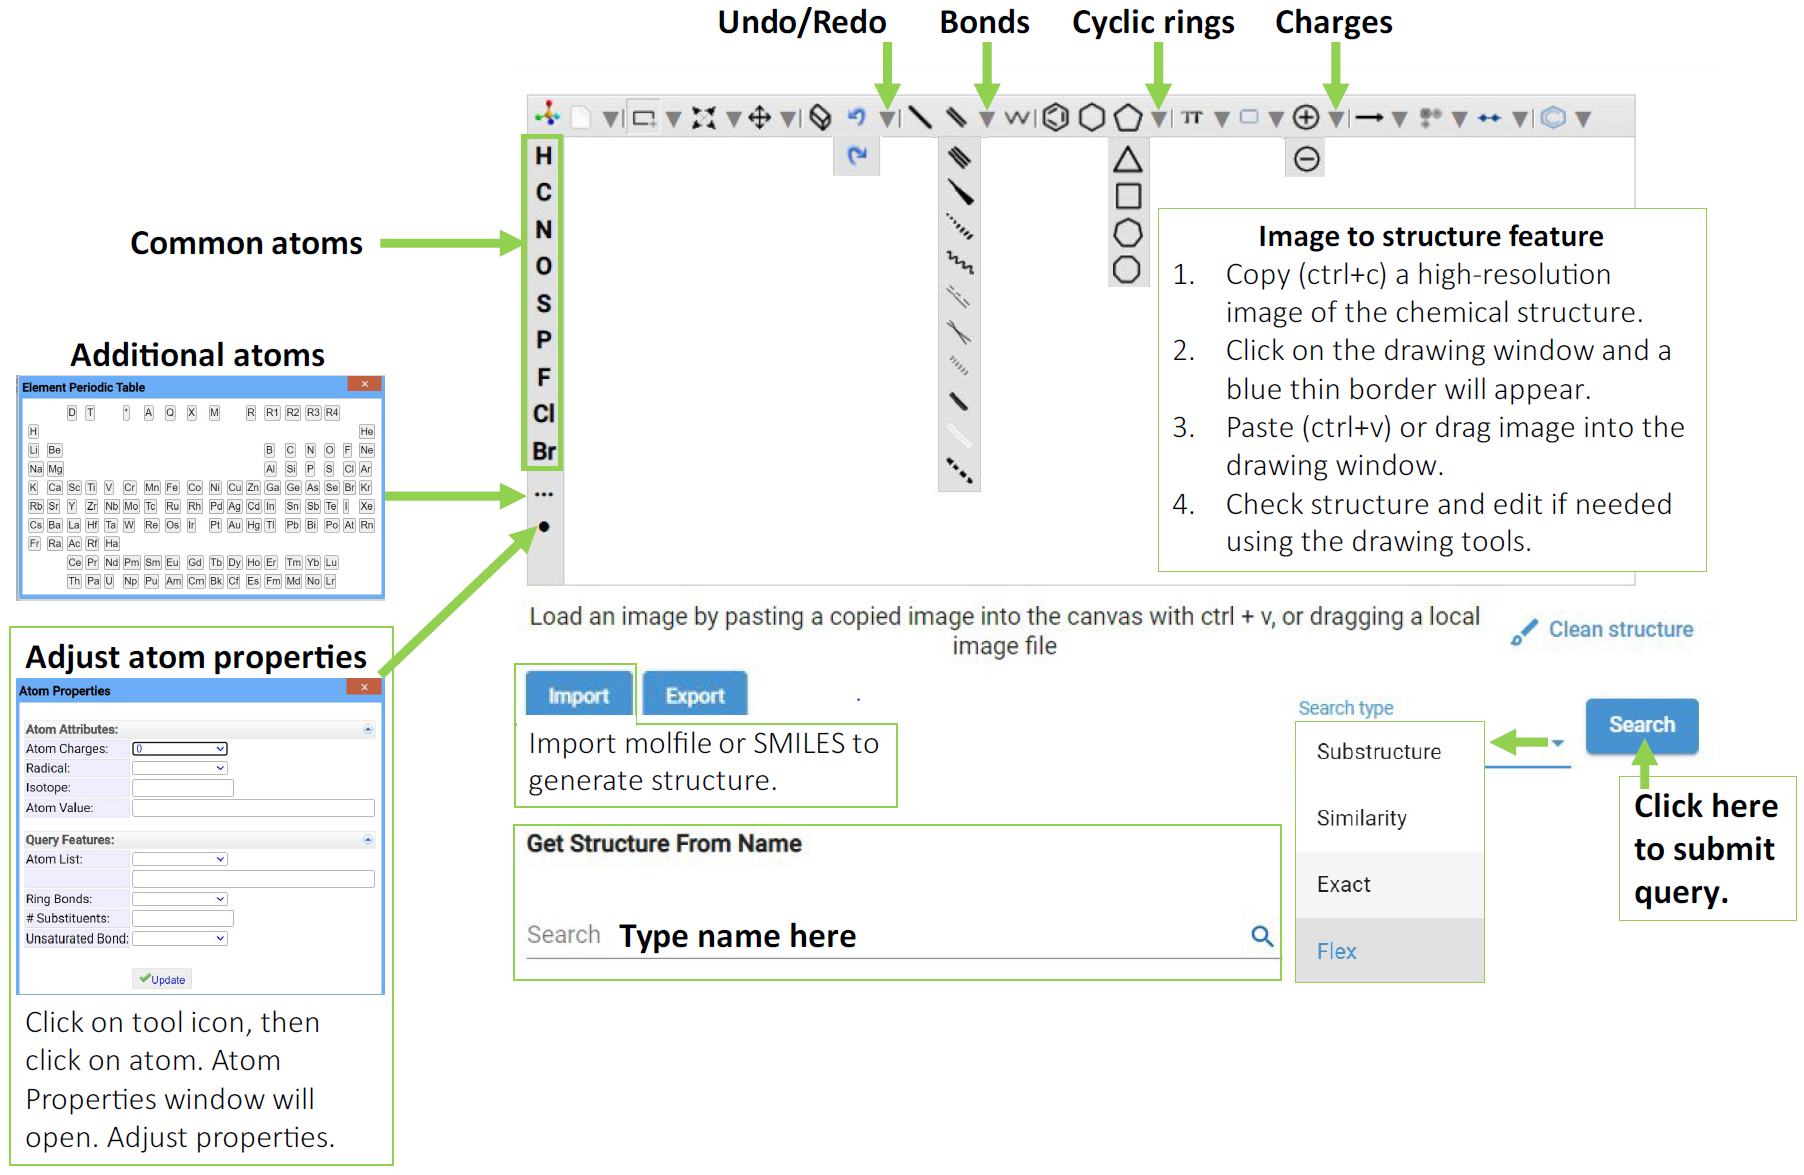 Undo/Redo Bonds Cyclic rings Charges
H
C
N
O
S
P
F
Cl
Br
...
Common atoms
Additional atoms
Element Periodic Table
D T * A Q X M R R1 R2 R3 R4
H He
Li Be B C N O F Ne
Na Mg Al Si P S Cl Ar
K Ca Sc Ti V Cr Mn Fe Co Ni Cu Zn Ga Ge As Se Br Kr
Rb Sr Y Zr Nb Mo Tc Ru Rh Pd Ag Cd In Sn Sb Te I Xe
Cs Ba La Hf Ta W Re Os Ir Pt Au Hg Tl Pb Bi Po At Rn
Fr Ra Ac Rf Ha
Ce Pr Nd Pm Sm Eu Gd Tb Dy Ho Er Tm Yb Lu
Th Pa U Np Pu Am Cm Bk Cf Es Fm Md No Lr
Image to structure feature
1. Copy (ctrl+c) a high-resolution
image of the chemical structure.
2. Click on the drawing window and a
blue thin border will appear.
3. Paste (ctrl+v) or drag image into the
drawing window.
4. Check structure and edit if needed
using the drawing tools.
Adjust atom properties
Atom Properties
Atom Attributes:
Atom Charges: 0
Radical:
Isotope:
Atom Value:
Query Features:
Atom List:
Ring Bonds:
# Substituents:
Unsaturated Bond:
Update
Click on tool icon, then
click on atom. Atom
Properties window will
open. Adjust properties.
Load an image by pasting a copied image into the canvas with ctrl + v, or dragging a local
image file
Clean structure
Import Export
Import molfile or SMILES to
generate structure.
Get Structure From Name
Search Type name here
Search type
Substructure
Similarity
Exact
Flex
Search
Click here
to submit
query.